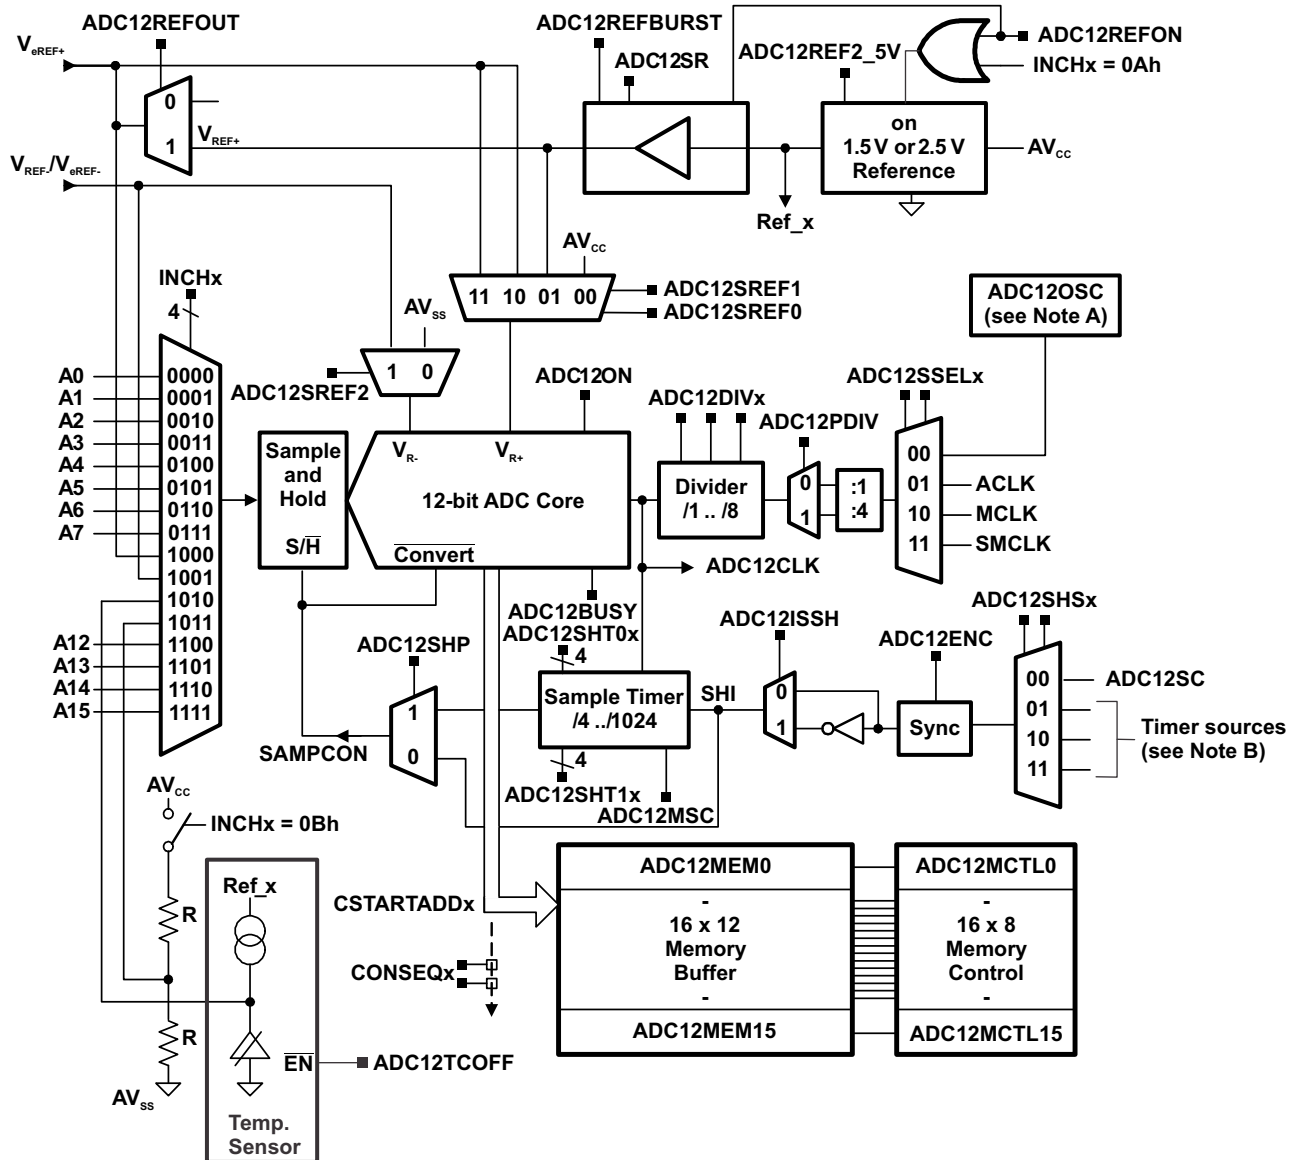 ADC12REFOUT
VeREF+
0
1
VREF+
VREF-/VeREF-
ADC12REFBURST
ADC12SR
ADC12REF2_5V
ADC12REFON
INCHx = 0Ah
on
1.5 V or 2.5 V
Reference
AVCC
Ref_x
AVCC
11 10 01 00
ADC12SREF1
ADC12SREF0
AVSS
1 0
ADC12SREF2
INCHx
4
A0 0000
A1 0001
A2 0010
A3 0011
A4 0100
A5 0101
A6 0110
A7 0111
1000
1001
1010
1011
A12 1100
A13 1101
A14 1110
A15 1111
Sample
and
Hold
S/H
VR-
VR+
12-bit ADC Core
Convert
ADC12ON
ADC12BUSY
ADC12DIVx
Divider
/1 .. /8
ADC12PDIV
0
1
:1
:4
ADC12SSELx
00
01
10
11
ADC12OSC
(see Note A)
ACLK
MCLK
SMCLK
ADC12CLK
ADC12SHP
1
0
SAMPCON
ADC12SHT0x
4
Sample Timer
/4 ../1024
4
ADC12SHT1x
ADC12MSC
SHI
ADC12ISSH
0
1
ADC12ENC
Sync
ADC12SHSx
00
01
10
11
ADC12SC
Timer sources
(see Note B)
AVCC
INCHx = 0Bh
R
R
AVSS
Ref_x
EN
ADC12TCOFF
Temp.
Sensor
CSTARTADDx
CONSEQx
ADC12MEM0
-
16 x 12
Memory
Buffer
-
ADC12MEM15
ADC12MCTL0
-
16 x 8
Memory
Control
-
ADC12MCTL15